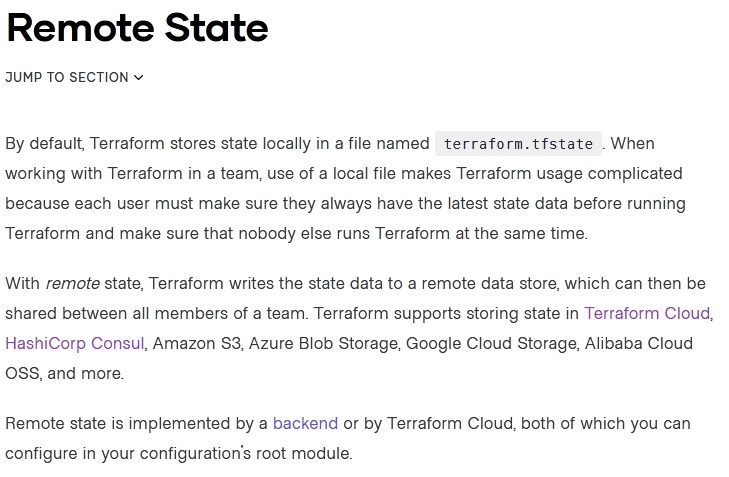 Remote State
JUMP TO SECTION
By default, Terraform stores state locally in a file named terraform.tfstate. When
working with Terraform in a team, use of a local file makes Terraform usage complicated
because each user must make sure they always have the latest state data before running
Terraform and make sure that nobody else runs Terraform at the same time.
With remote state, Terraform writes the state data to a remote data store, which can then be
shared between all members of a team. Terraform supports storing state in Terraform Cloud,
HashiCorp Consul, Amazon S3, Azure Blob Storage, Google Cloud Storage, Alibaba Cloud
OSS, and more.
Remote state is implemented by a backend or by Terraform Cloud, both of which you can
configure in your configuration's root module.